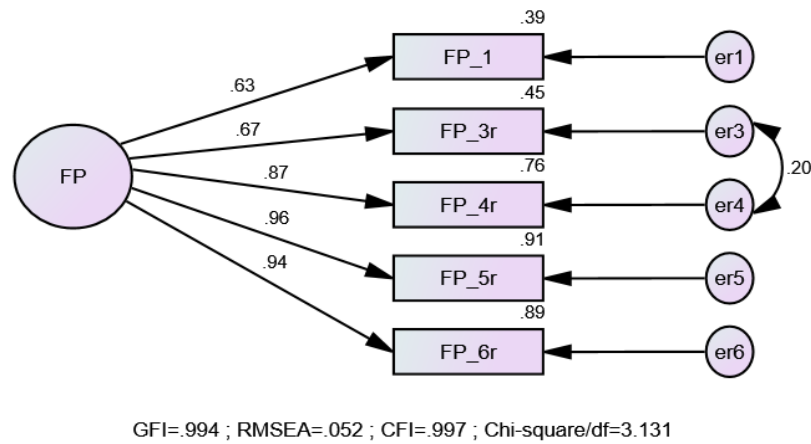 .39
FP_1
er1
.63
.45
FP_3r
er3
.67
.76
FP
.87
FP_4r
er4
.20
.96
.91
FP_5r
er5
.94
.89
FP_6r
er6
GFI=.994 ; RMSEA=.052 ; CFI=.997 ; Chi-square/df=3.131